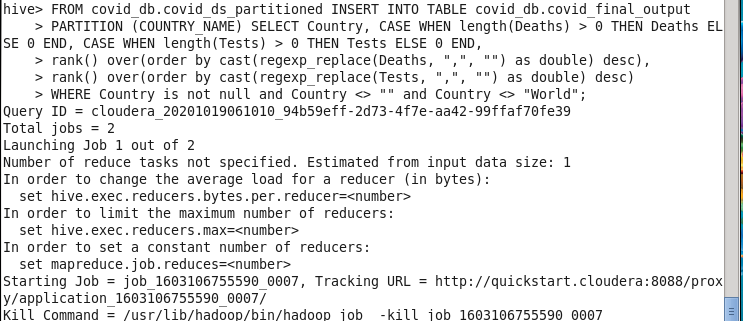 hive> FROM covid_db.covid_ds_partitioned INSERT INTO TABLE covid_db.covid_final_output
    > PARTITION (COUNTRY_NAME) SELECT Country, CASE WHEN length(Deaths) > 0 THEN Deaths EL
SE 0 END, CASE WHEN length(Tests) > 0 THEN Tests ELSE 0 END,
    > rank() over(order by cast(regexp_replace(Deaths, ",", "") as double) desc),
    > rank() over(order by cast(regexp_replace(Tests, ",", "") as double) desc)
    > WHERE Country is not null and Country <> "" and Country <> "World";
Query ID = cloudera_20201019061010_94b59eff-2d73-4f7e-aa42-99ffaf70fe39
Total jobs = 2
Launching Job 1 out of 2
Number of reduce tasks not specified. Estimated from input data size: 1
In order to change the average load for a reducer (in bytes):
  set hive.exec.reducers.bytes.per.reducer=<number>
In order to limit the maximum number of reducers:
  set hive.exec.reducers.max=<number>
In order to set a constant number of reducers:
  set mapreduce.job.reduces=<number>
Starting Job = job_1603106755590_0007, Tracking URL = http://quickstart.cloudera:8088/prox
y/application_1603106755590_0007/
Kill Command = /usr/lib/hadoop/bin/hadoop job  -kill job_1603106755590_0007